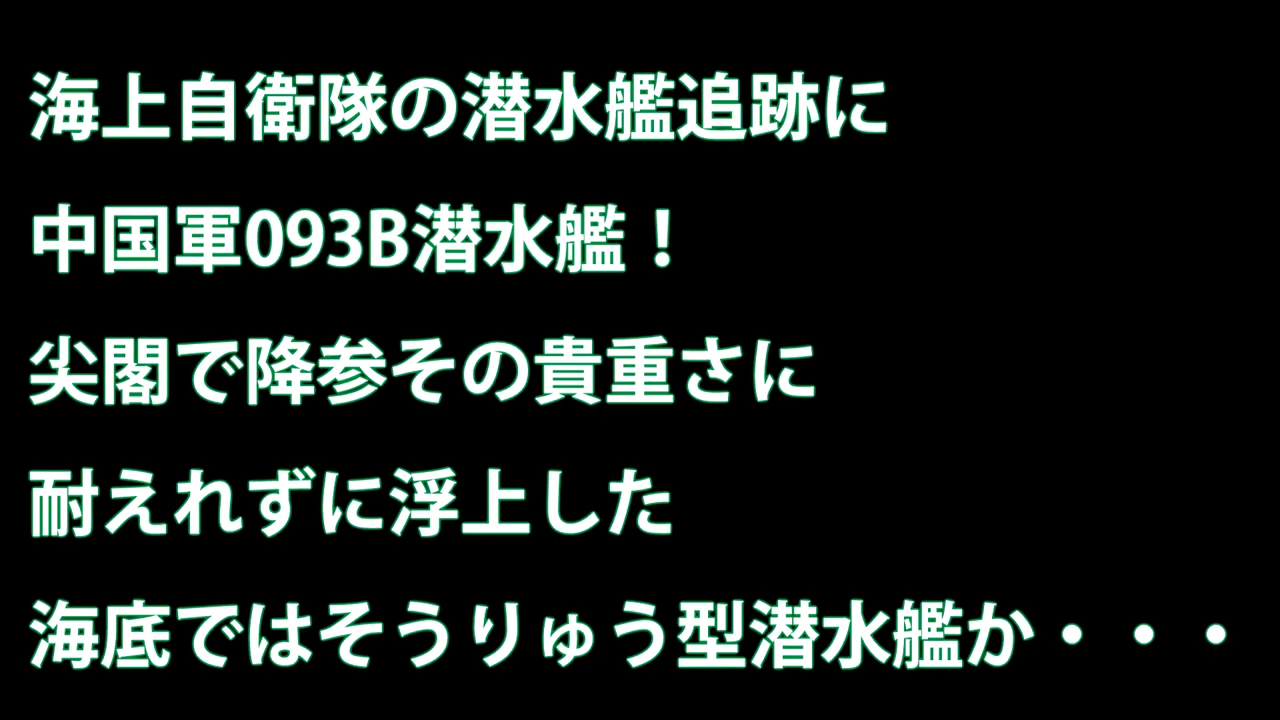 海上自衛隊の潜水艦追跡に
中国軍093B潜水艦！
尖閣で降参その貴重さに
耐えれずに浮上した
海底ではそうりゅう型潜水艦か・・・